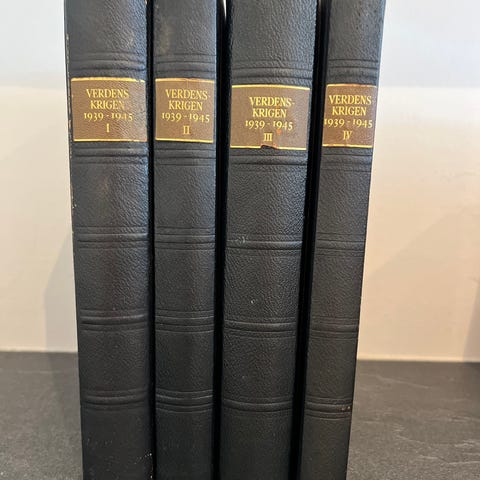 VERDENS
KRIGEN
1939-1945
I
VERDENS-
KRIGEN
1939-1945
II
VERDENS-
KRIGEN
1939-1945
III
VERDENS
KRIGEN
1939-1945
IV